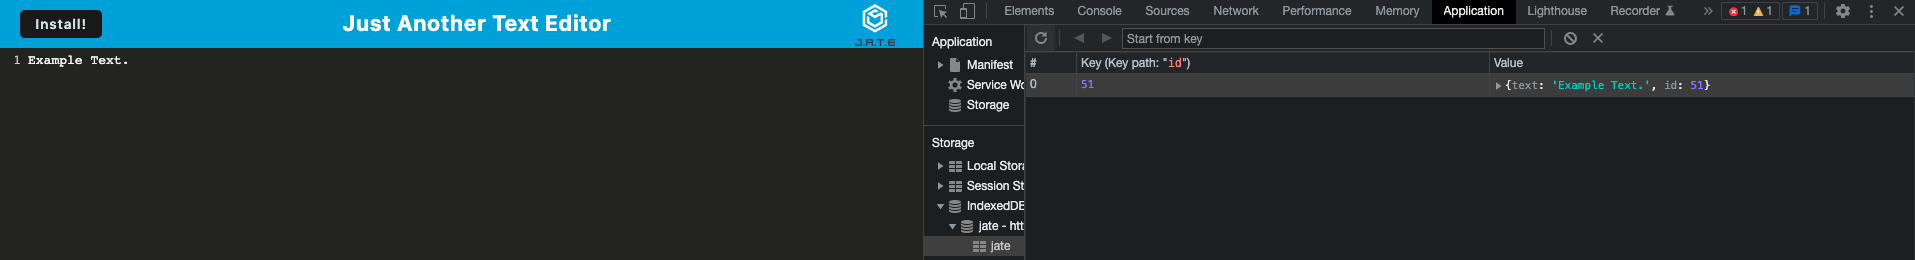 Install!
Just Another Text Editor
J.A.T.E
1 Example Text.
Elements Console Sources Network Performance Memory Application Lighthouse Recorder 1 1 1
Application
Manifest
Service Wo
Storage
Storage
Local Stora
Session St
IndexedDB
jate - htt
jate
Start from key
# Key (Key path: "id") Value
0 51 {text: 'Example Text.', id: 51}